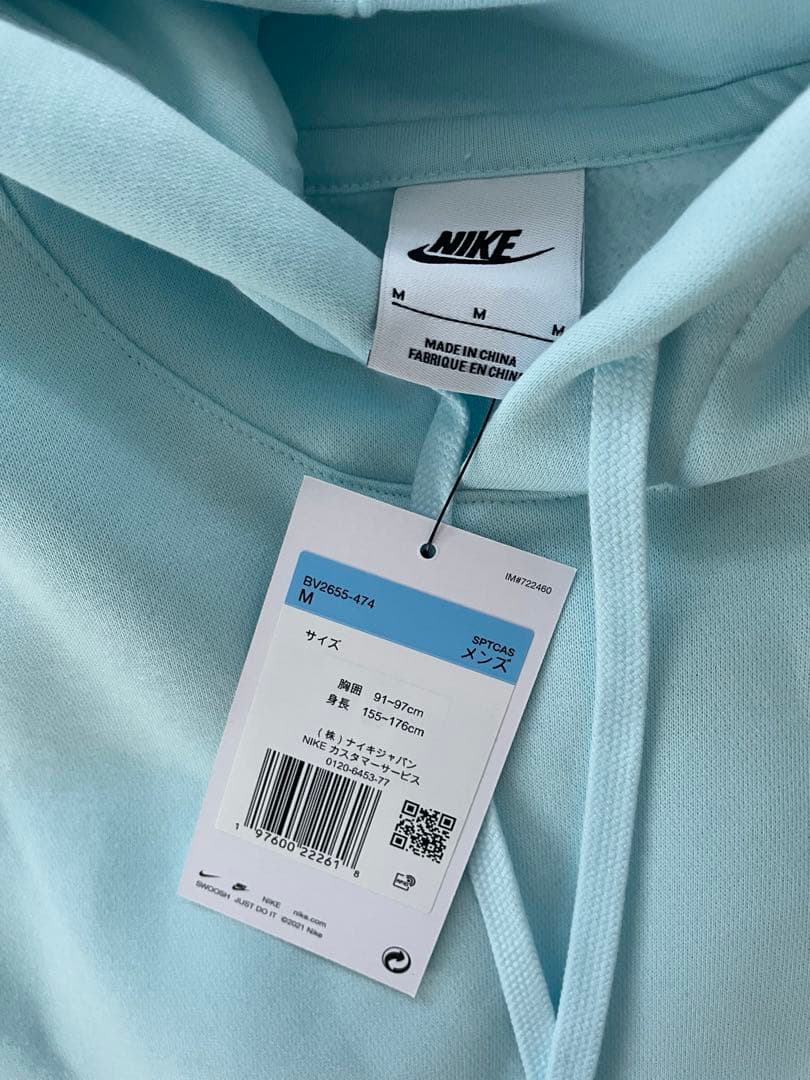 NIKE
M
M
M
MADE IN CHINA
FABRIQUE EN CHIN
IM#722460
BV2655-474
M
SPTCAS
メンズ
サイズ
胸囲 91~97cm
身長 155~176cm
(株)ナイキジャパン
NIKE カスタマーサービス
0120-6453-77
1 97600 22261 8
RFID
NIKE nike.com
SWOOSH JUST DO IT ©2021 Nike